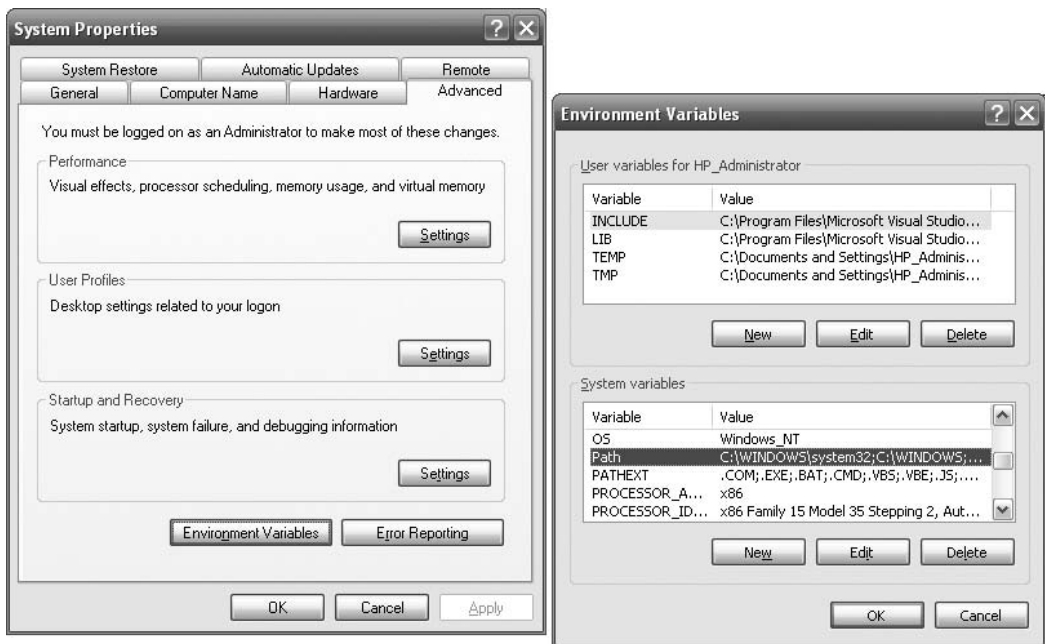 System Properties
System Restore Automatic Updates Remote
General Computer Name Hardware Advanced
You must be logged on as an Administrator to make most of these changes.
Performance
Visual effects, processor scheduling, memory usage, and virtual memory
Settings
User Profiles
Desktop settings related to your logon
Settings
Startup and Recovery
System startup, system failure, and debugging information
Settings
Environment Variables Error Reporting
OK Cancel Apply
Environment Variables
User variables for HP_Administrator
Variable Value
INCLUDE C:\Program Files\Microsoft Visual Studio...
LIB C:\Program Files\Microsoft Visual Studio...
TEMP C:\Documents and Settings\HP_Adminis...
TMP C:\Documents and Settings\HP_Adminis...
New Edit Delete
System variables
Variable Value
OS Windows_NT
Path C:\WINDOWS\system32;C:\WINDOWS;...
PATHEXT .COM;.EXE;.BAT;.CMD;.VBS;.VBE;.JS;....
PROCESSOR_A... x86
PROCESSOR_ID... x86 Family 15 Model 35 Stepping 2, Aut...
New Edit Delete
OK Cancel